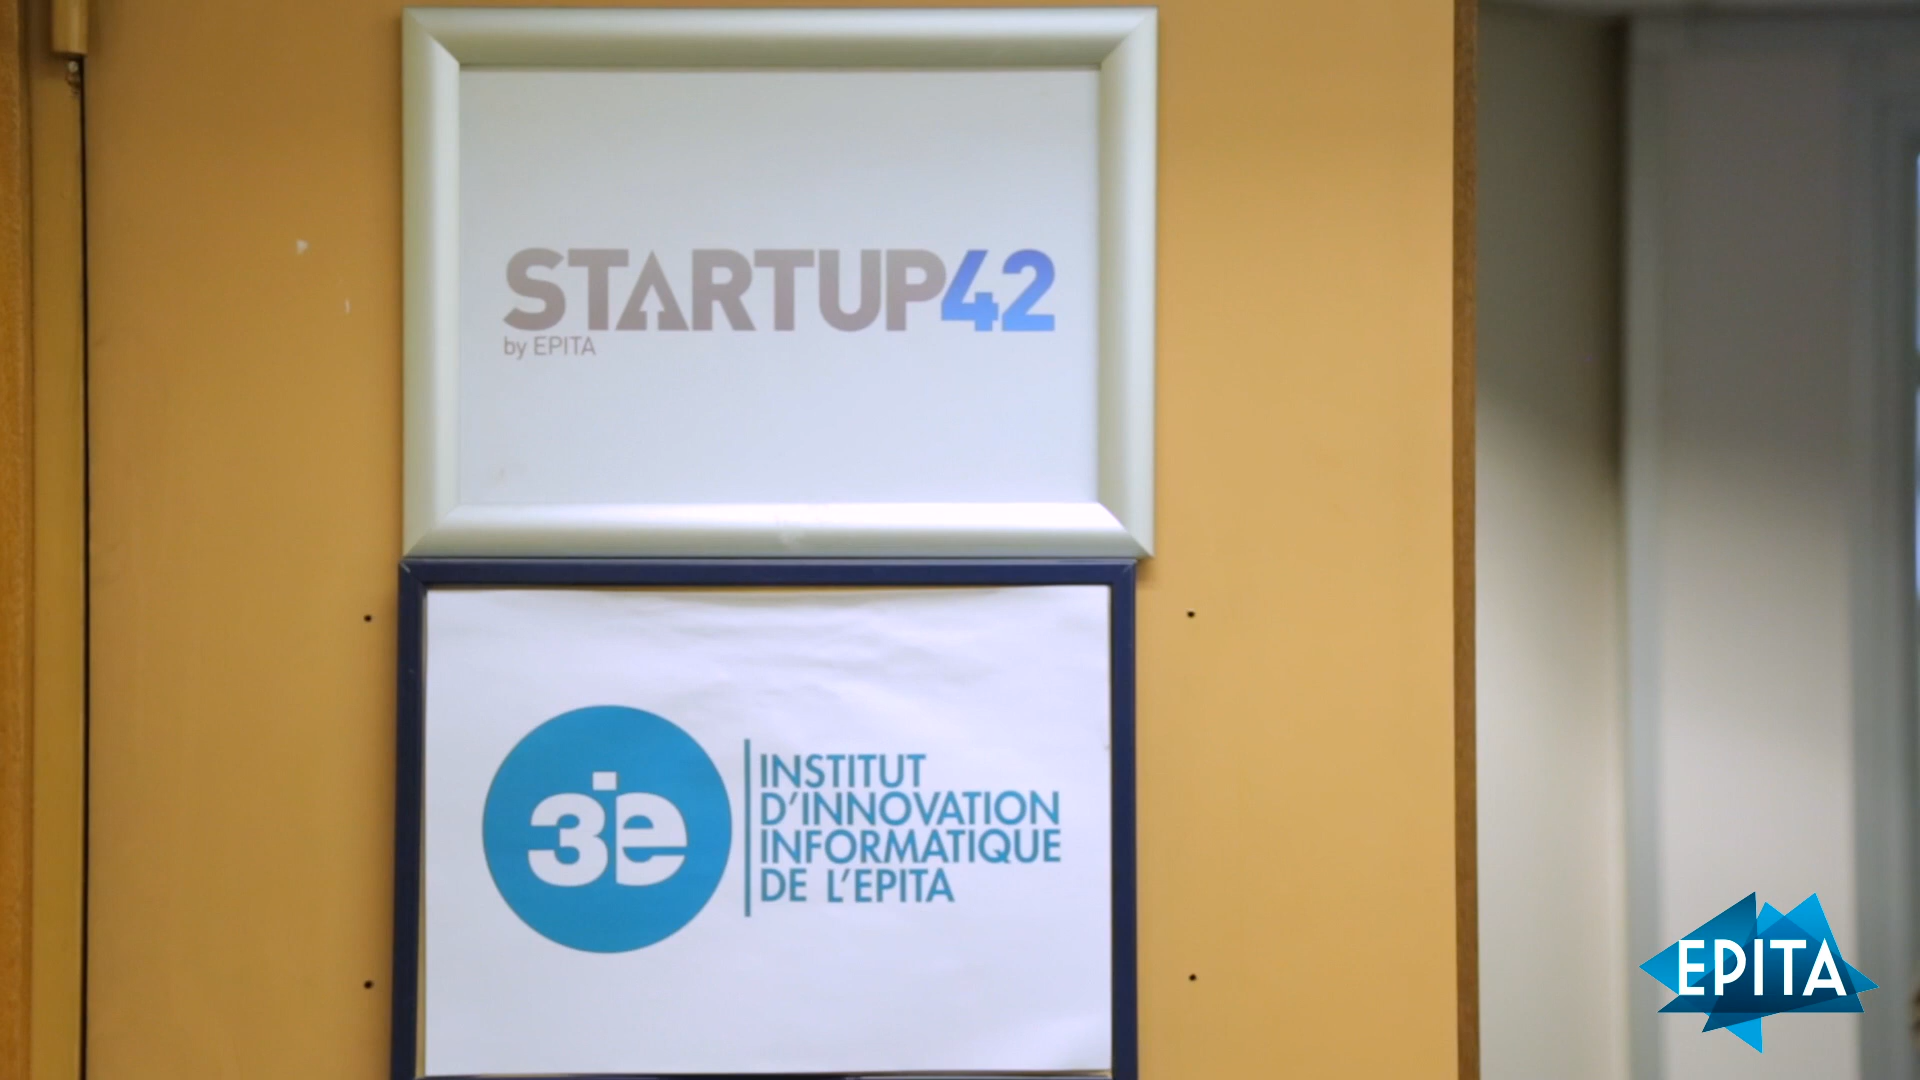 STARTUP42
by EPITA
3ie
INSTITUT
D'INNOVATION
INFORMATIQUE
DE L'EPITA
EPITA